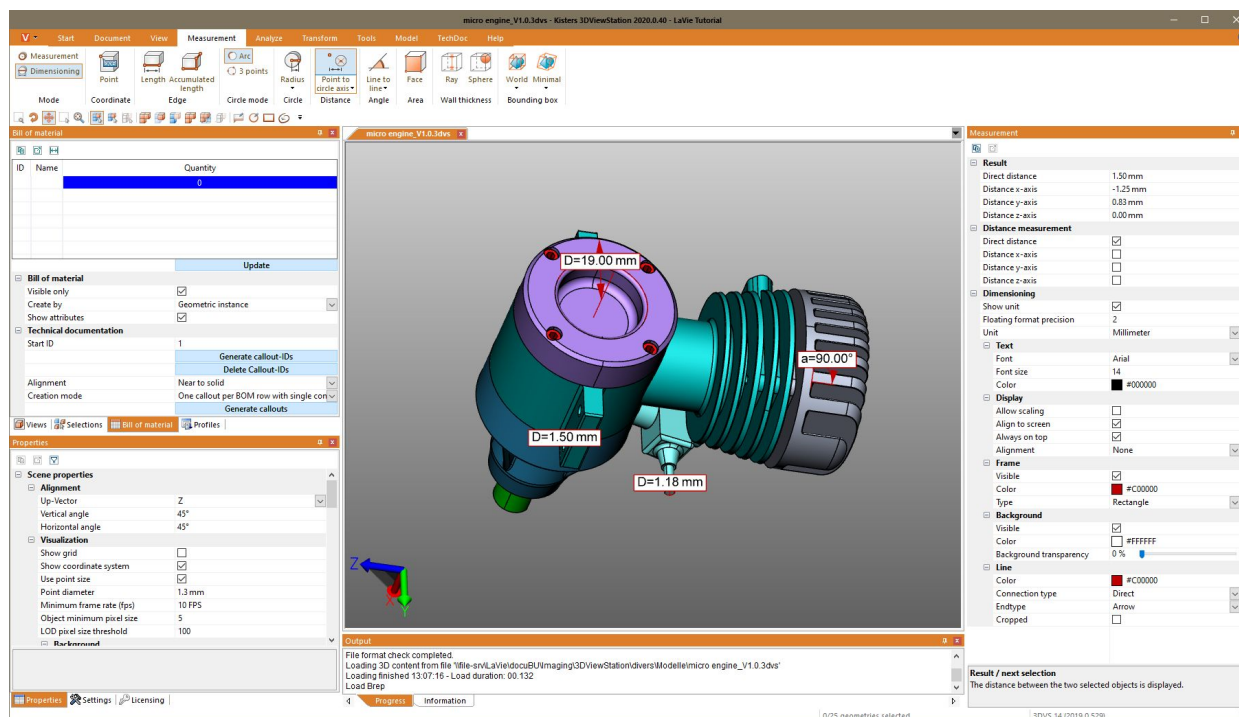 micro engine_V1.0.3dvs - Kisters 3DViewStation 2020.0.40 - LaVie Tutorial
V Start Document View Measurement Analyze Transform Tools Model TechDoc Help
Measurement
Dimensioning
Point
Length
Accumulated length
Arc
3 points
Radius
Point to circle axis
Line to line
Face
Ray
Sphere
World
Minimal
Mode Coordinate Edge Circle mode Circle Distance Angle Area Wall thickness Bounding box
Bill of material
ID Name Quantity
0
Update
Bill of material
Visible only
Create by Geometric instance
Show attributes
Technical documentation
Start ID 1
Generate callout-IDs
Delete Callout-IDs
Alignment Near to solid
Creation mode One callout per BOM row with single con
Generate callouts
Views Selections Bill of material Profiles
Properties
Scene properties
Alignment
Up-Vector Z
Vertical angle 45°
Horizontal angle 45°
Visualization
Show grid
Show coordinate system
Use point size
Point diameter 1.3 mm
Minimum frame rate (fps) 10 FPS
Object minimum pixel size 5
LOD pixel size threshold 100
Background
Properties Settings Licensing
micro engine_V1.0.3dvs
D=19.00 mm
a=90.00°
D=1.50 mm
D=1.18 mm
Z
X
Y
Output
File format check completed.
Loading 3D content from file '\\file-srv\LaVie\docuBU\Imaging\3DViewStation\divers\Modelle\micro engine_V1.0.3dvs'
Loading finished 13:07:16 - Load duration: 00.132
Load Brep
Progress Information
Measurement
Result
Direct distance 1.50 mm
Distance x-axis -1.25 mm
Distance y-axis 0.83 mm
Distance z-axis 0.00 mm
Distance measurement
Direct distance
Distance x-axis
Distance y-axis
Distance z-axis
Dimensioning
Show unit
Floating format precision 2
Unit Millimeter
Text
Font Arial
Font size 14
Color #000000
Display
Allow scaling
Align to screen
Always on top
Alignment None
Frame
Visible
Color #C00000
Type Rectangle
Background
Visible
Color #FFFFFF
Background transparency 0 %
Line
Color #C00000
Connection type Direct
Endtype Arrow
Cropped
Result / next selection
The distance between the two selected objects is displayed.
0/25 geometries selected 3DVS 14 (2019.0.529)